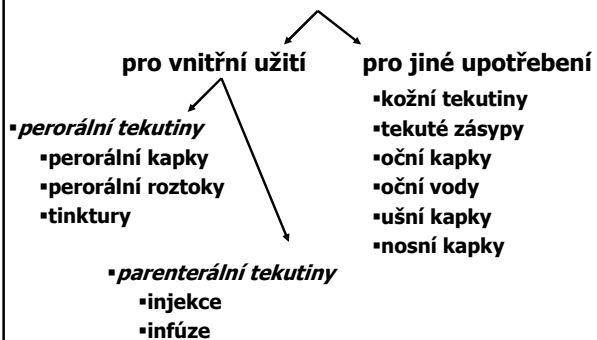 pro vnitřní užití
▪perorální tekutiny
▪perorální kapky
▪perorální roztoky
▪tinktury
▪parenterální tekutiny
▪injekce
▪infúze
pro jiné upotřebení
▪kožní tekutiny
▪tekuté zásypy
▪oční kapky
▪oční vody
▪ušní kapky
▪nosní kapky